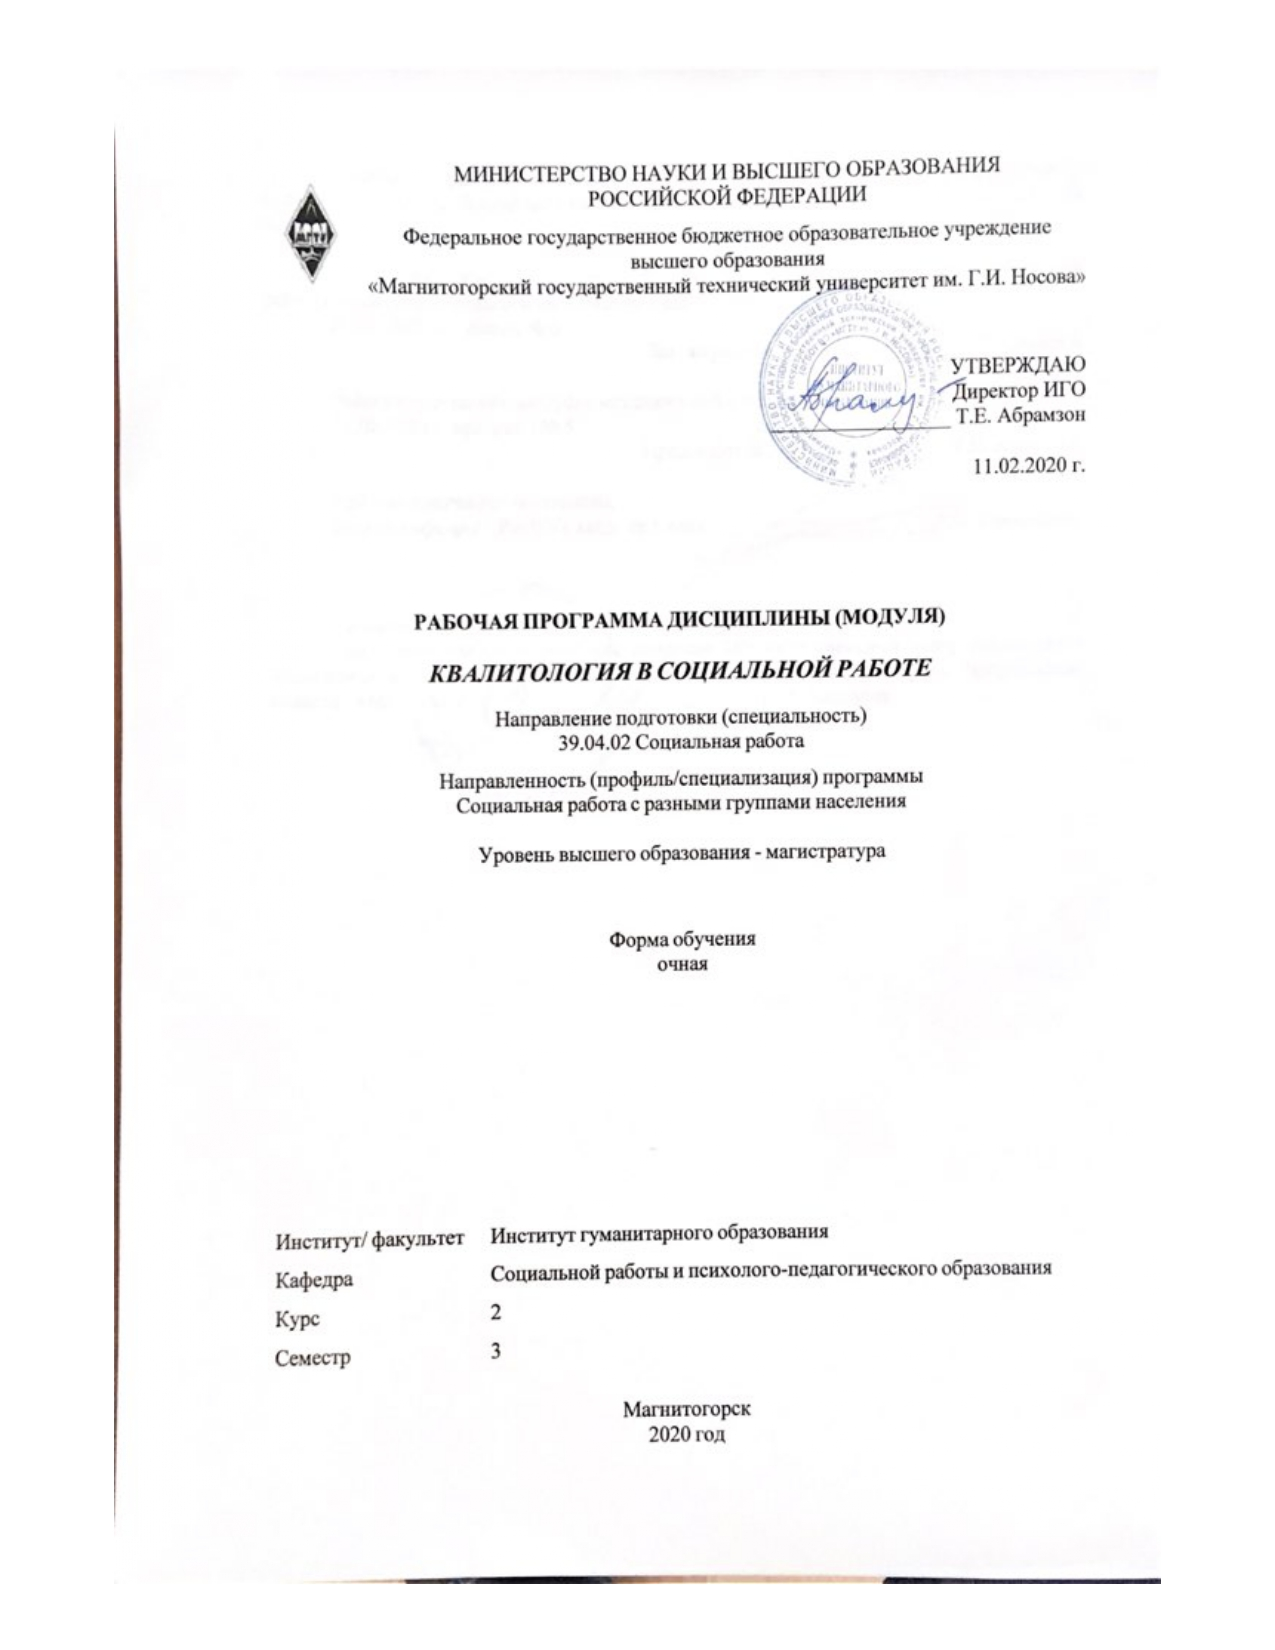 МИНИСТЕРСТВО НАУКИ И ВЫСШЕГО ОБРАЗОВАНИЯ
РОССИЙСКОЙ ФЕДЕРАЦИИ
Федеральное государственное бюджетное образовательное учреждение
высшего образования
«Магнитогорский государственный технический университет им. Г.И. Носова»
УТВЕРЖДАЮ
Директор ИГО
Т.Е. Абрамзон
11.02.2020 г.
РАБОЧАЯ ПРОГРАММА ДИСЦИПЛИНЫ (МОДУЛЯ)
КВАЛИТОЛОГИЯ В СОЦИАЛЬНОЙ РАБОТЕ
Направление подготовки (специальность)
39.04.02 Социальная работа
Направленность (профиль/специализация) программы
Социальная работа с разными группами населения
Уровень высшего образования - магистратура
Форма обучения
очная
Институт/ факультет Институт гуманитарного образования
Кафедра Социальной работы и психолого-педагогического образования
Курс 2
Семестр 3
Магнитогорск
2020 год